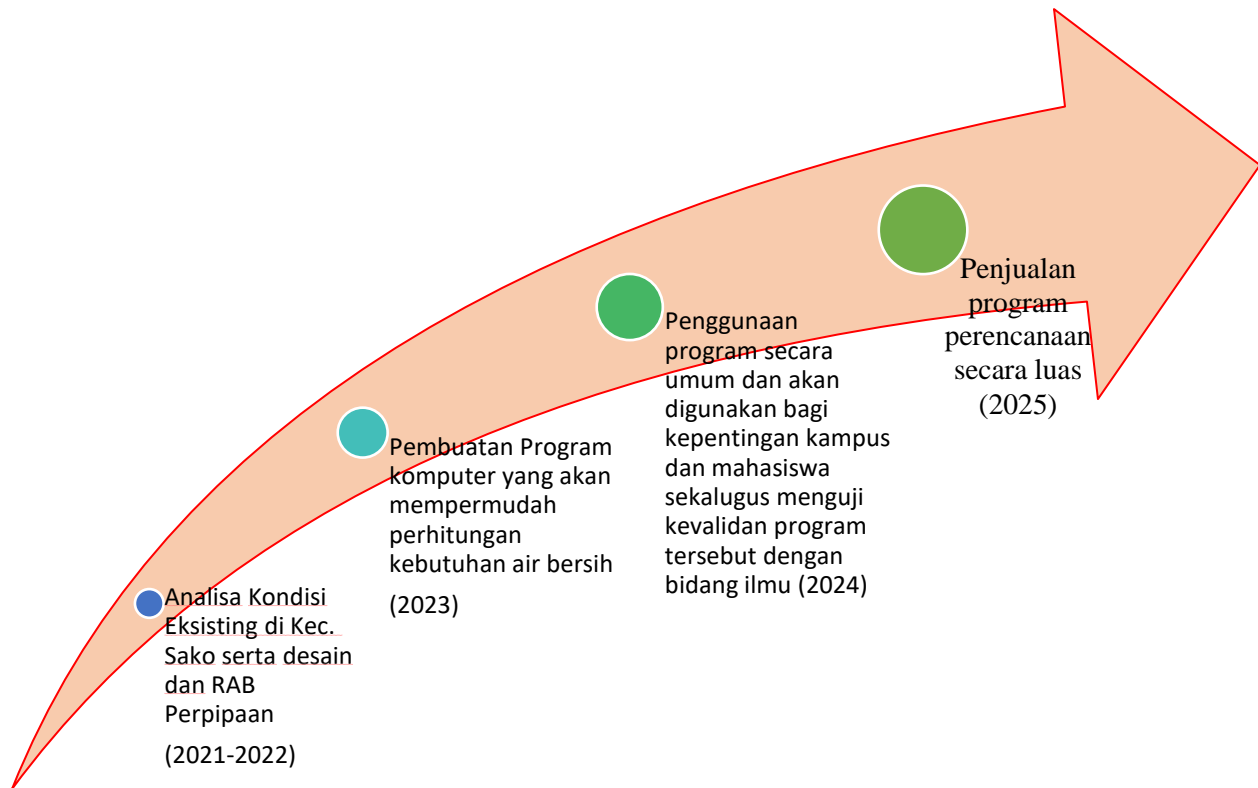 Analisa Kondisi
Eksisting di Kec.
Sako serta desain
dan RAB
Perpipaan
(2021-2022)
Pembuatan Program
komputer yang akan
mempermudah
perhitungan
kebutuhan air bersih
(2023)
Penggunaan
program secara
umum dan akan
digunakan bagi
kepentingan kampus
dan mahasiswa
sekalugus menguji
kevalidan program
tersebut dengan
bidang ilmu (2024)
Penjualan
program
perencanaan
secara luas
(2025)